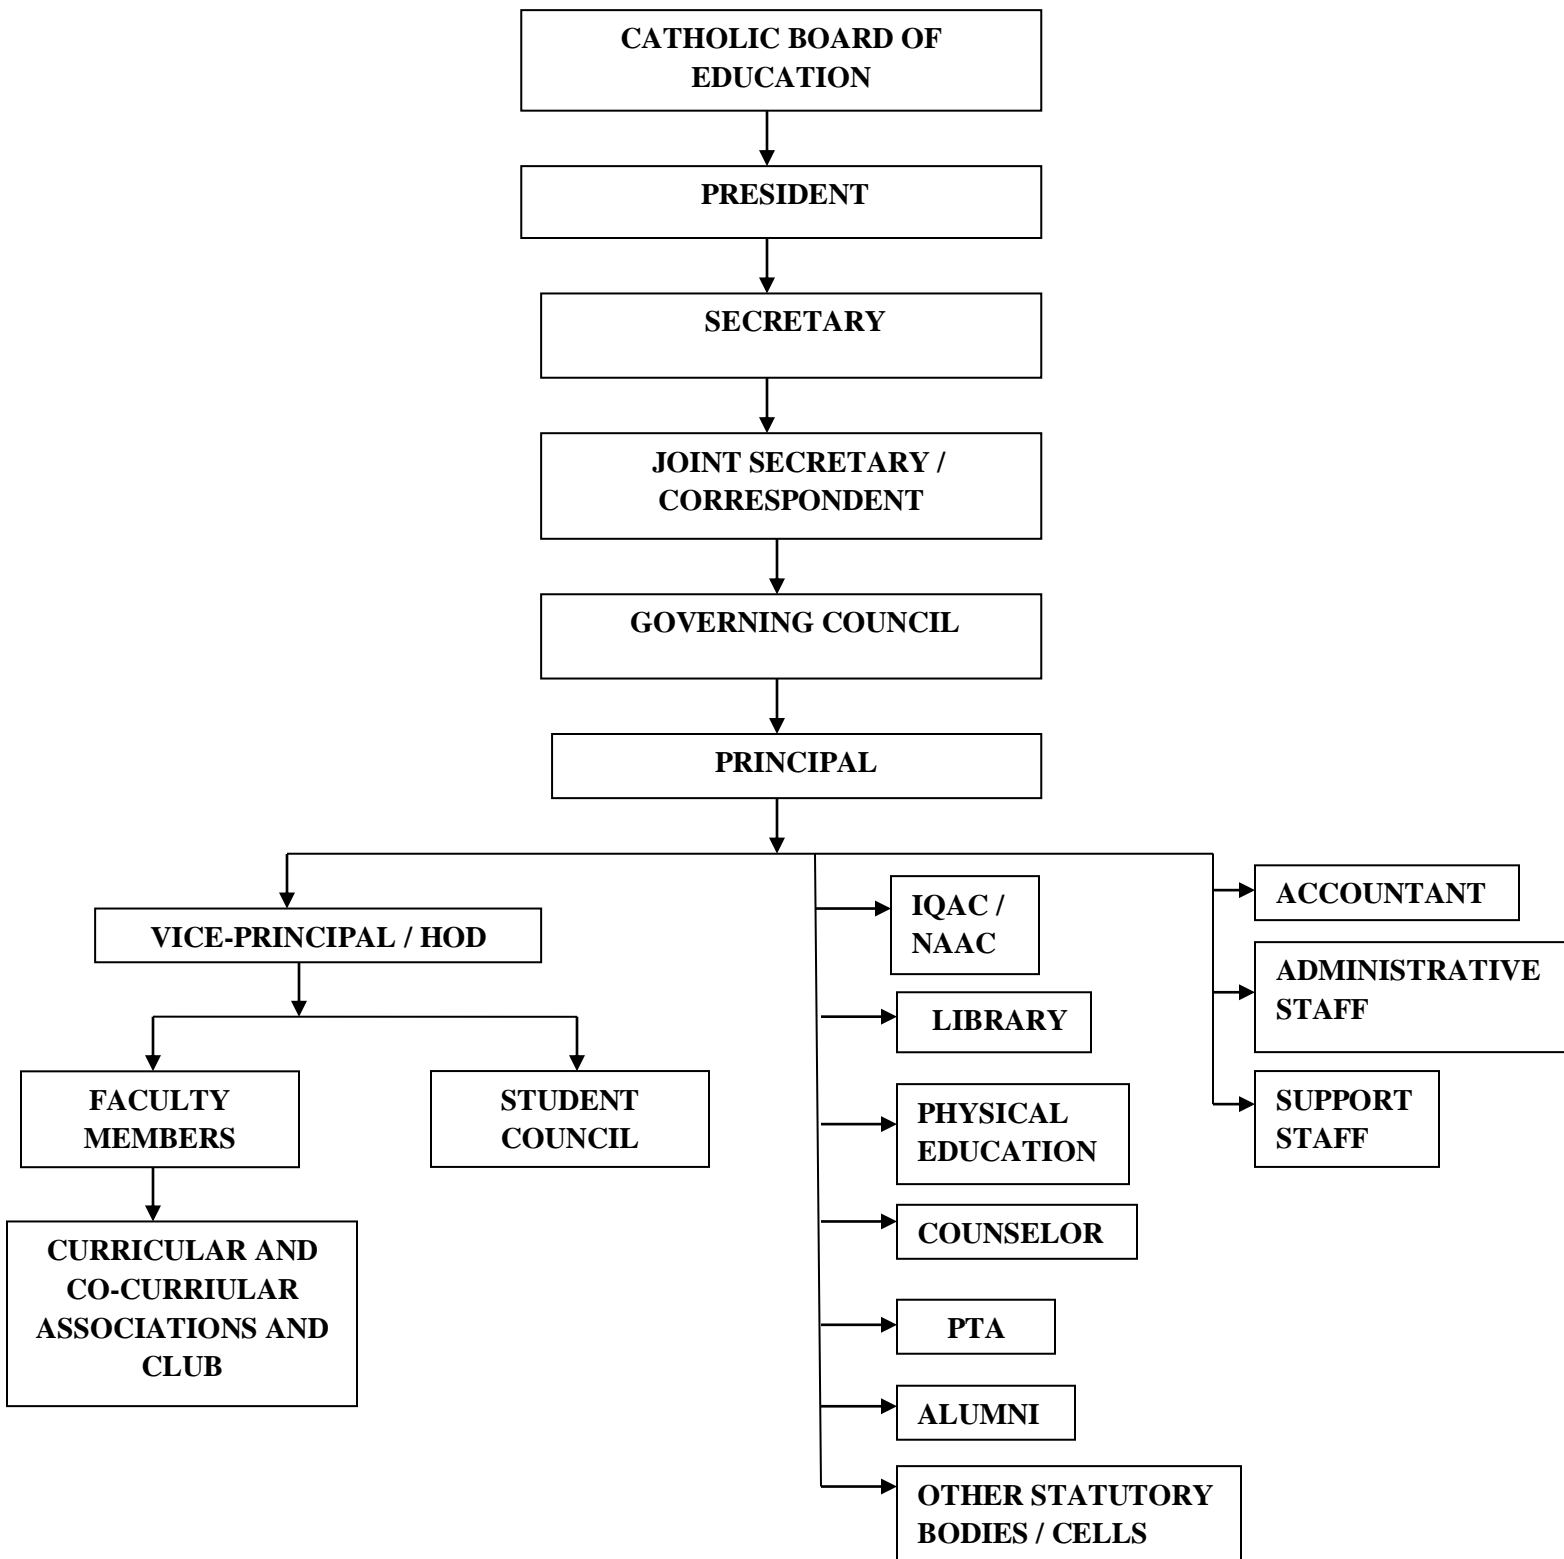 CATHOLIC BOARD OF
EDUCATION
PRESIDENT
SECRETARY
JOINT SECRETARY /
CORRESPONDENT
GOVERNING COUNCIL
PRINCIPAL
VICE-PRINCIPAL / HOD
FACULTY
MEMBERS
STUDENT
COUNCIL
CURRICULAR AND
CO-CURRIULAR
ASSOCIATIONS AND
CLUB
IQAC /
NAAC
LIBRARY
PHYSICAL
EDUCATION
COUNSELOR
PTA
ALUMNI
OTHER STATUTORY
BODIES / CELLS
ACCOUNTANT
ADMINISTRATIVE
STAFF
SUPPORT
STAFF